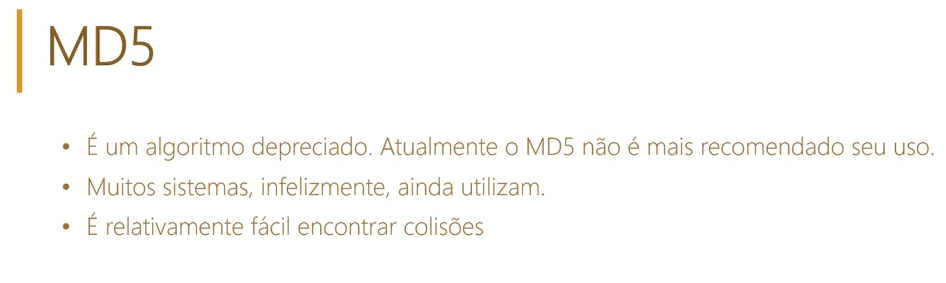 MD5
• É um algoritmo depreciado. Atualmente o MD5 não é mais recomendado seu uso.
• Muitos sistemas, infelizmente, ainda utilizam.
• É relativamente fácil encontrar colisões